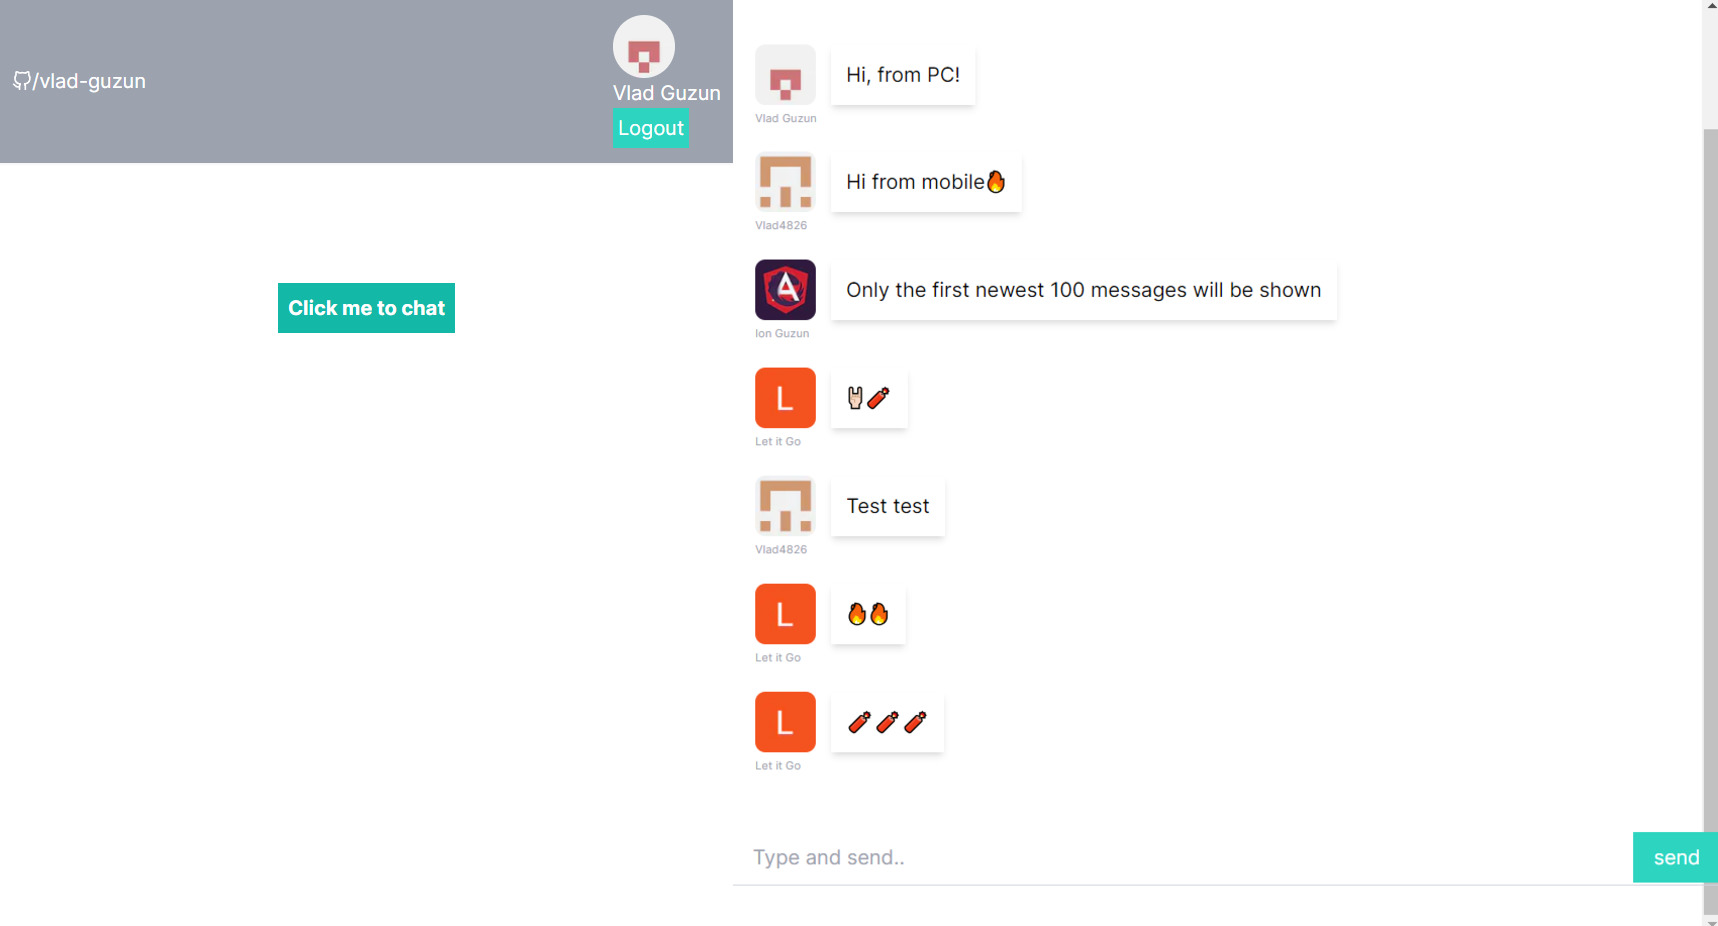 /vlad-guzun
Vlad Guzun
Logout
Click me to chat
Hi, from PC!
Vlad Guzun
Hi from mobile🔥
Vlad4826
A
Only the first newest 100 messages will be shown
Ion Guzun
L
🤘🏻🧨
Let it Go
Test test
Vlad4826
L
🔥🔥
Let it Go
L
🧨🧨🧨
Let it Go
Type and send..
send